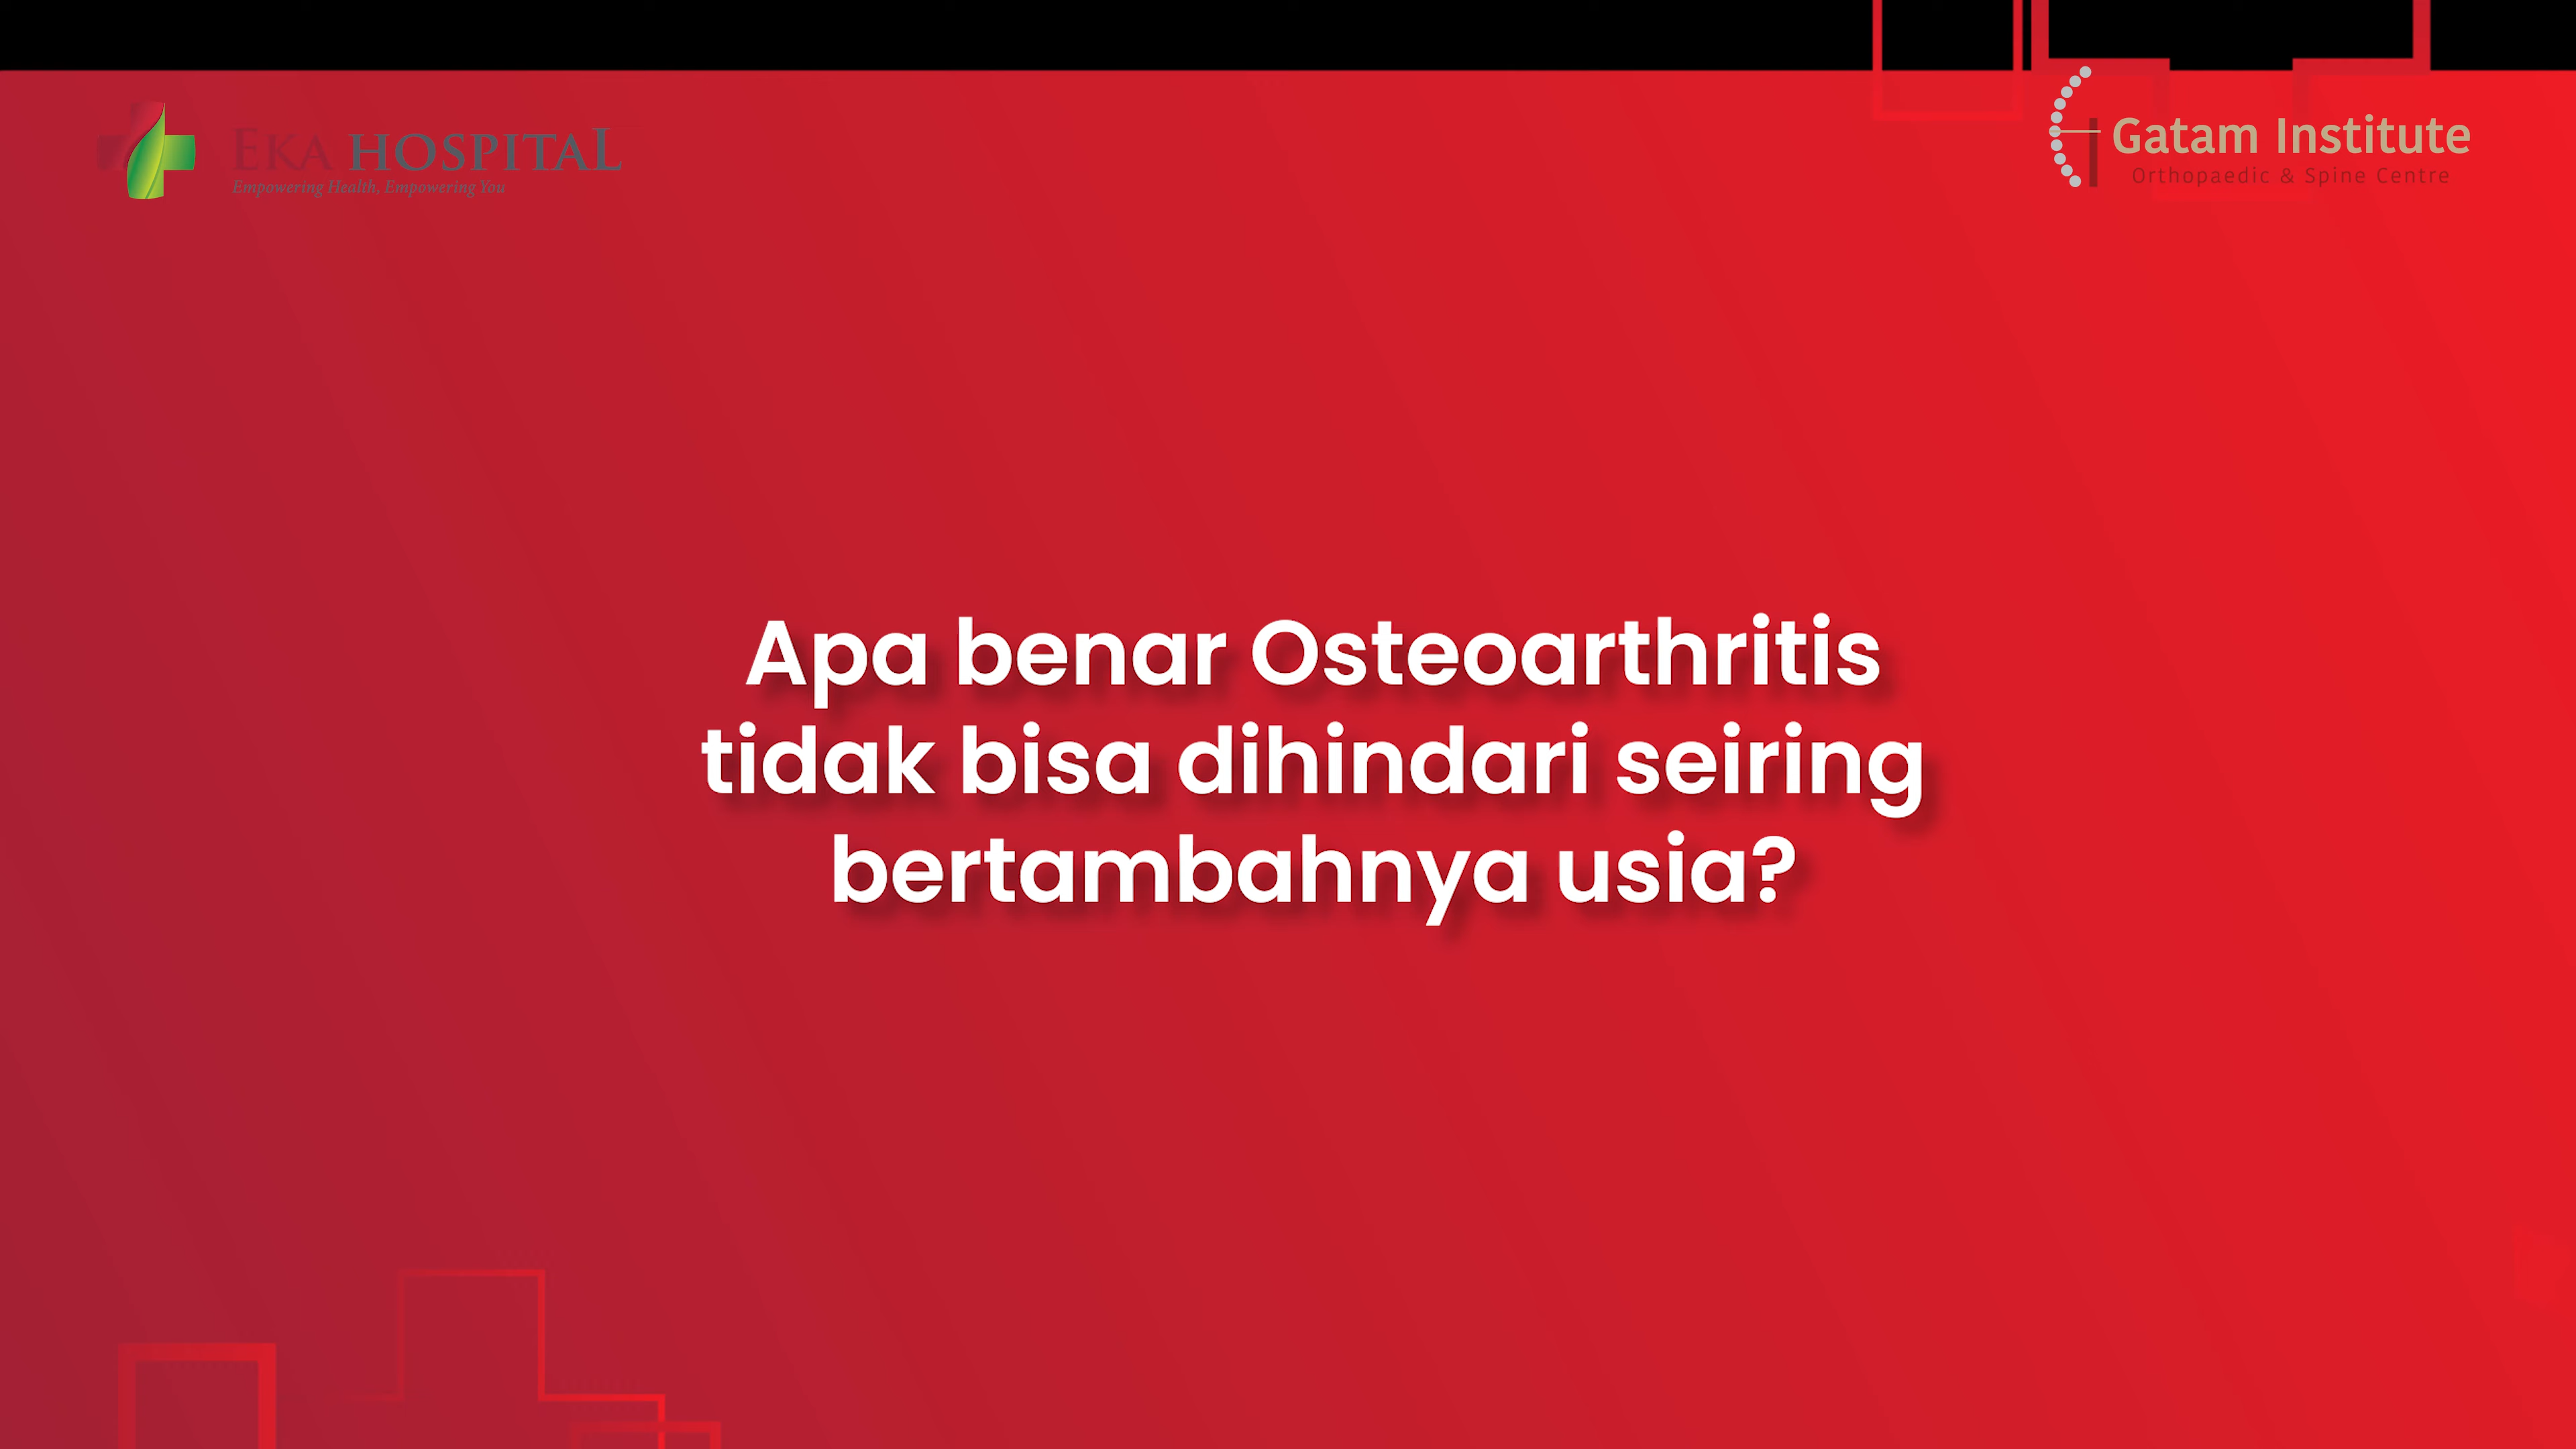 EKA HOSPITAL
Empowering Health, Empowering You
Gatam Institute
Orthopaedic & Spine Centre
Apa benar Osteoarthritis
tidak bisa dihindari seiring
bertambahnya usia?